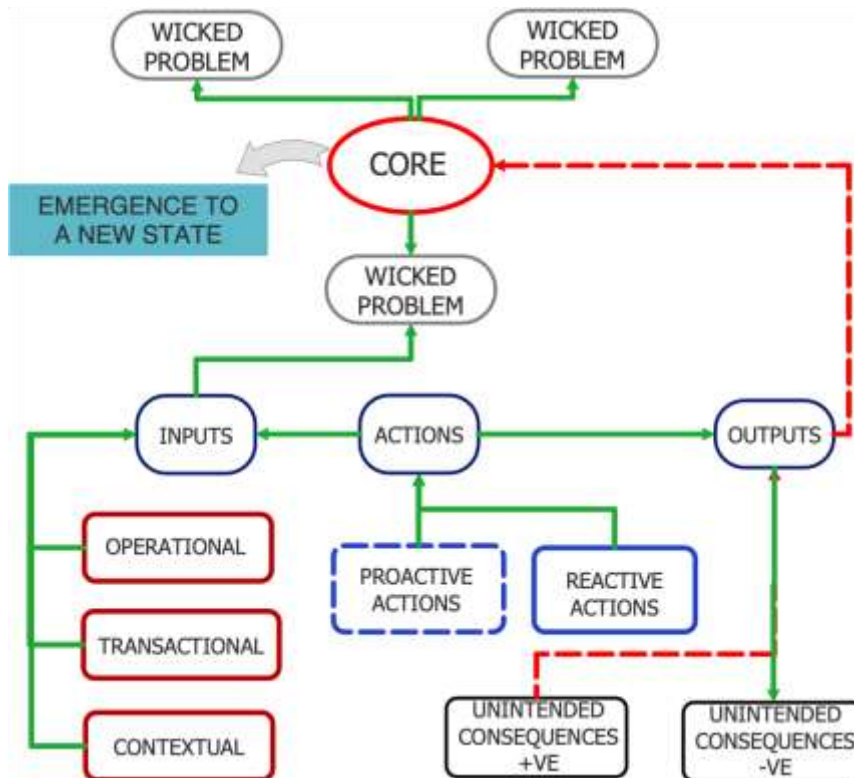 WICKED
PROBLEM
WICKED
PROBLEM
CORE
EMERGENCE TO
A NEW STATE
WICKED
PROBLEM
INPUTS
ACTIONS
OUTPUTS
OPERATIONAL
PROACTIVE
ACTIONS
REACTIVE
ACTIONS
TRANSACTIONAL
CONTEXTUAL
UNINTENDED
CONSEQUENCES
+VE
UNINTENDED
CONSEQUENCES
-VE